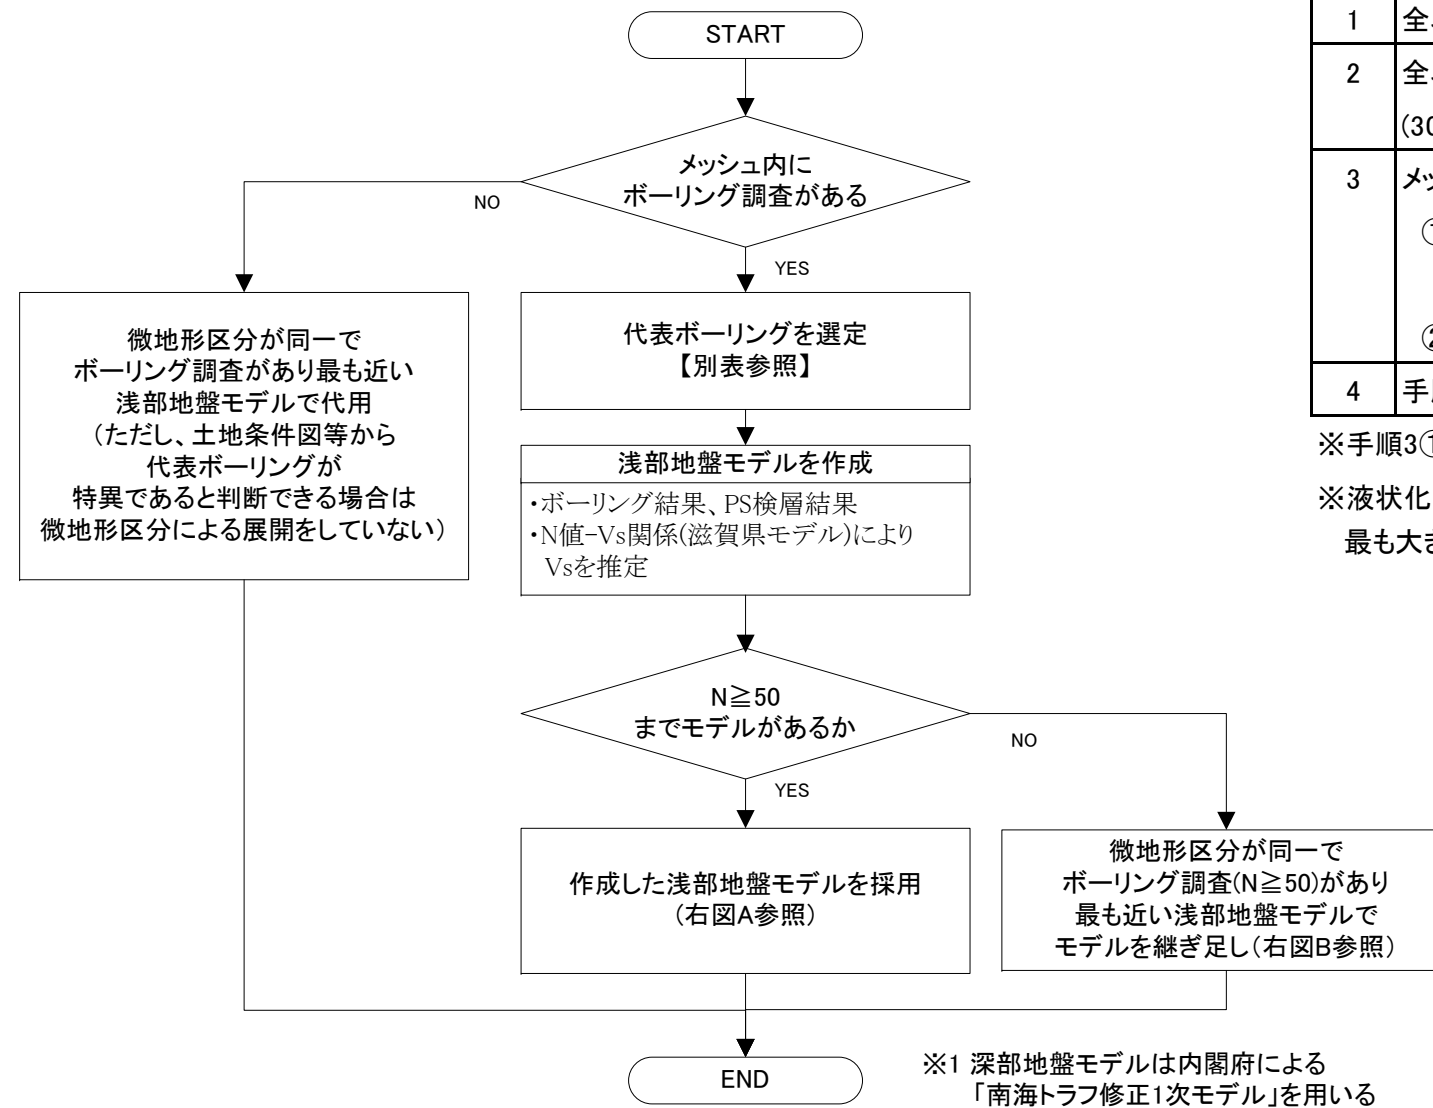 START
メッシュ内に
ボーリング調査がある
NO
YES
微地形区分が同一で
ボーリング調査があり最も近い
浅部地盤モデルで代用
（ただし、土地条件図等から
代表ボーリングが
特異であると判断できる場合は
微地形区分による展開をしていない）
代表ボーリングを選定
【別表参照】
浅部地盤モデルを作成
・ボーリング結果、PS検層結果
・N値-Vs関係(滋賀県モデル)により
Vsを推定
N≧50
までモデルがあるか
NO
YES
作成した浅部地盤モデルを採用
（右図A参照）
微地形区分が同一で
ボーリング調査(N≧50)があり
最も近い浅部地盤モデルで
モデルを継ぎ足し（右図B参照）
END
※1 深部地盤モデルは内閣府による
「南海トラフ修正1次モデル」を用いる
1 全
2 全
(30
3 メッ
①
②
4 手
※手順3①
※液状化
最も大き